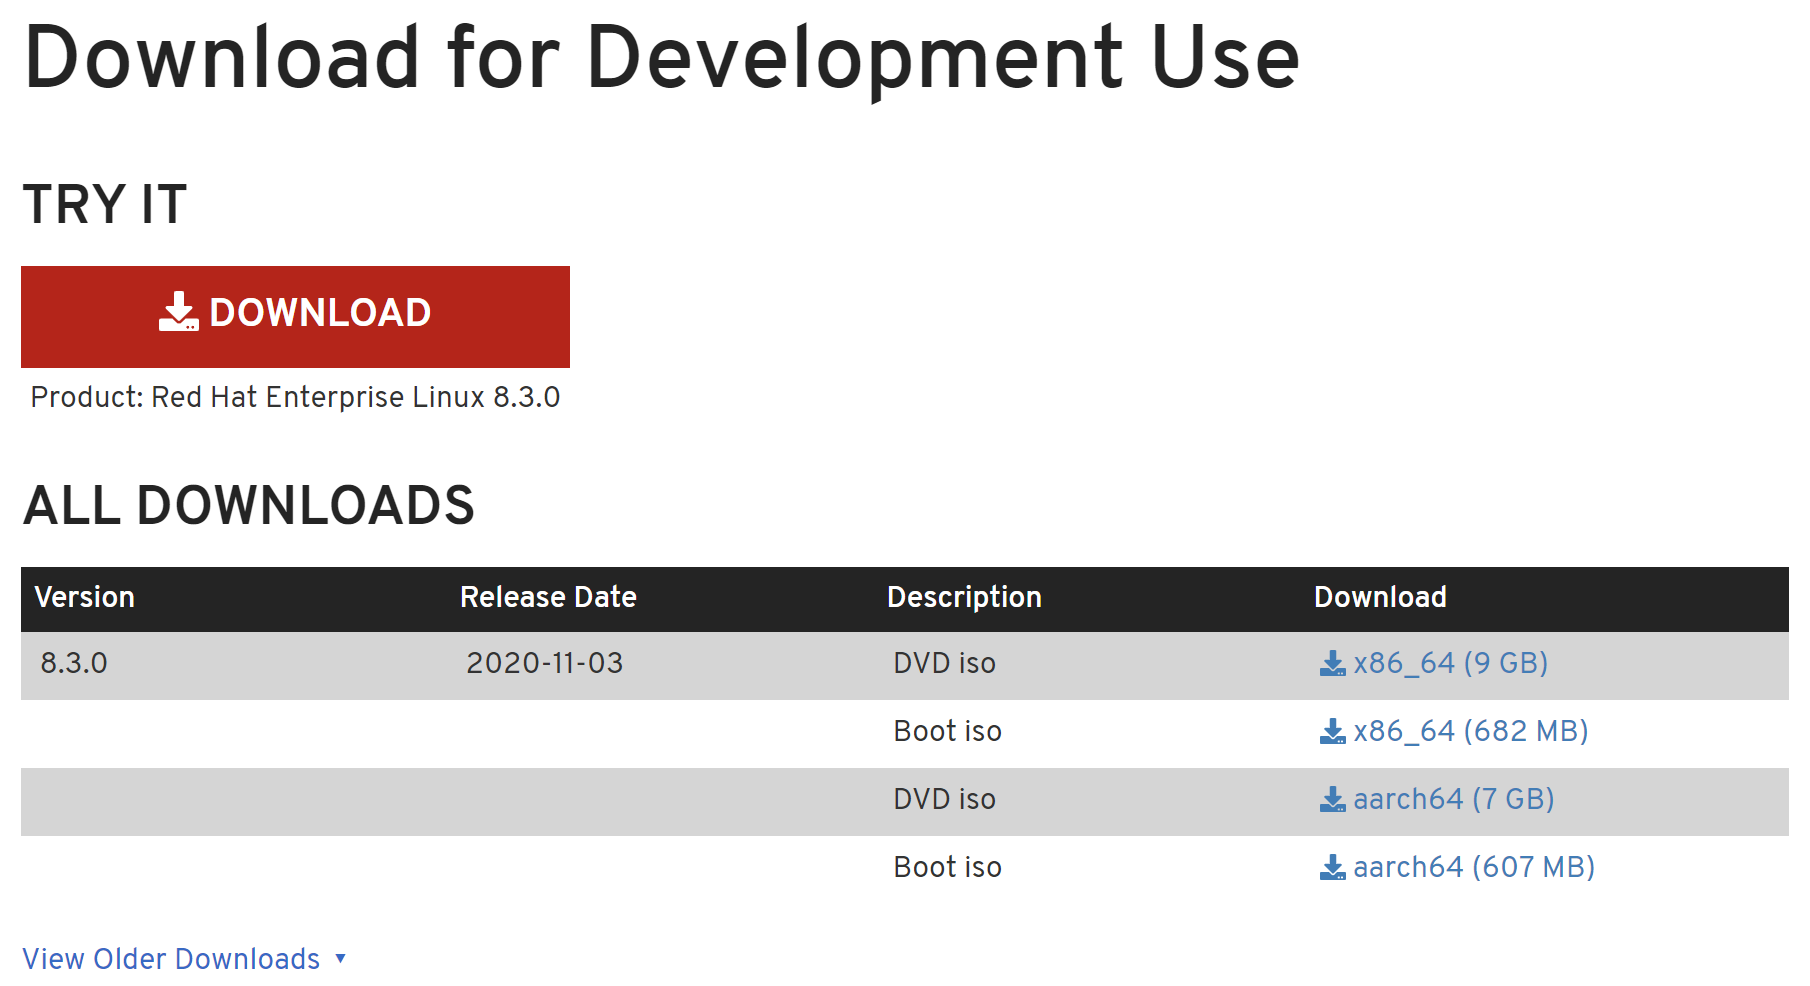 Download for Development Use
TRY IT
DOWNLOAD
Product: Red Hat Enterprise Linux 8.3.0
ALL DOWNLOADS
Version Release Date Description Download
8.3.0 2020-11-03 DVD iso x86_64 (9 GB)
Boot iso x86_64 (682 MB)
DVD iso aarch64 (7 GB)
Boot iso aarch64 (607 MB)
View Older Downloads